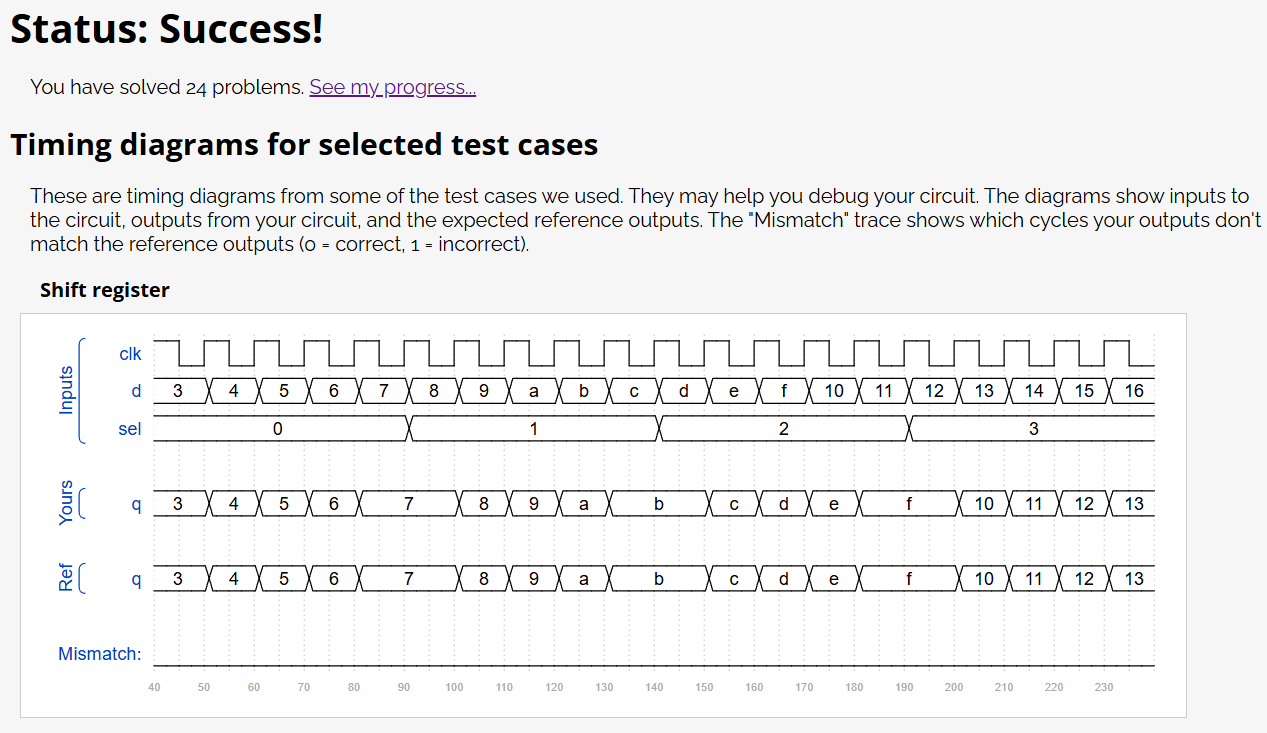 Status: Success!
You have solved 24 problems. See my progress...
Timing diagrams for selected test cases
These are timing diagrams from some of the test cases we used. They may help you debug your circuit. The diagrams show inputs to
the circuit, outputs from your circuit, and the expected reference outputs. The "Mismatch" trace shows which cycles your outputs don't
match the reference outputs (0 = correct, 1 = incorrect).
Shift register
Inputs
clk
d 3 4 5 6 7 8 9 a b c d e f 10 11 12 13 14 15 16
sel 0 1 2 3
Yours
q 3 4 5 6 7 8 9 a b c d e f 10 11 12 13
Ref
q 3 4 5 6 7 8 9 a b c d e f 10 11 12 13
Mismatch:
40 50 60 70 80 90 100 110 120 130 140 150 160 170 180 190 200 210 220 230